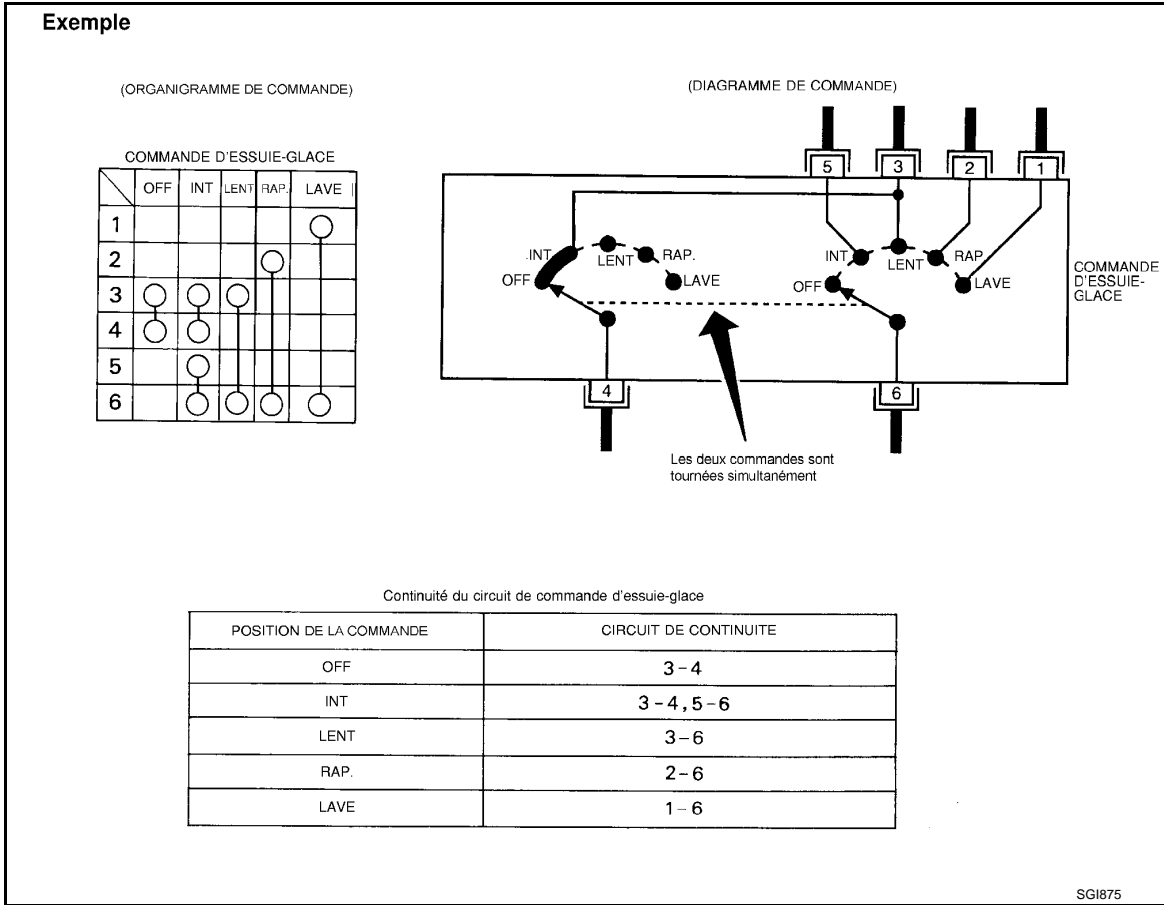 Exemple
(ORGANIGRAMME DE COMMANDE)
COMMANDE D'ESSUIE-GLACE
OFF INT LENT RAP. LAVE
1
2
3
4
5
6
(DIAGRAMME DE COMMANDE)
5 3 2 1
INT LENT RAP.
OFF LAVE
INT LENT RAP
OFF LAVE
COMMANDE
D'ESSUIE-
GLACE
4 6
Les deux commandes sont
tournées simultanément
Continuité du circuit de commande d'essuie-glace
POSITION DE LA COMMANDE CIRCUIT DE CONTINUITE
OFF 3-4
INT 3-4,5-6
LENT 3-6
RAP. 2-6
LAVE 1-6
SGI875